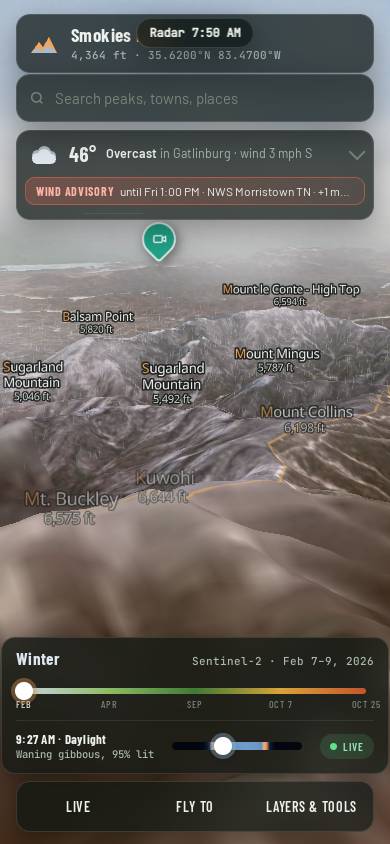 Smokies
Radar 7:50 AM
4,364 ft · 35.6200°N 83.4700°W
Search peaks, towns, places
46° Overcast in Gatlinburg · wind 3 mph S
WIND ADVISORY until Fri 1:00 PM · NWS Morristown TN · +1 m...
Mount le Conte - High Top
6,594 ft
Balsam Point
5,820 ft
Mount Mingus
5,787 ft
Sugarland
Mountain
5,046 ft
Sugarland
Mountain
5,492 ft
Mount Collins
6,198 ft
Kuwohi
6,644 ft
Mt. Buckley
6,575 ft
Winter
Sentinel-2 · Feb 7–9, 2026
FEB APR SEP OCT 7 OCT 25
9:27 AM · Daylight
Waning gibbous, 95% lit
LIVE
LIVE FLY TO LAYERS & TOOLS